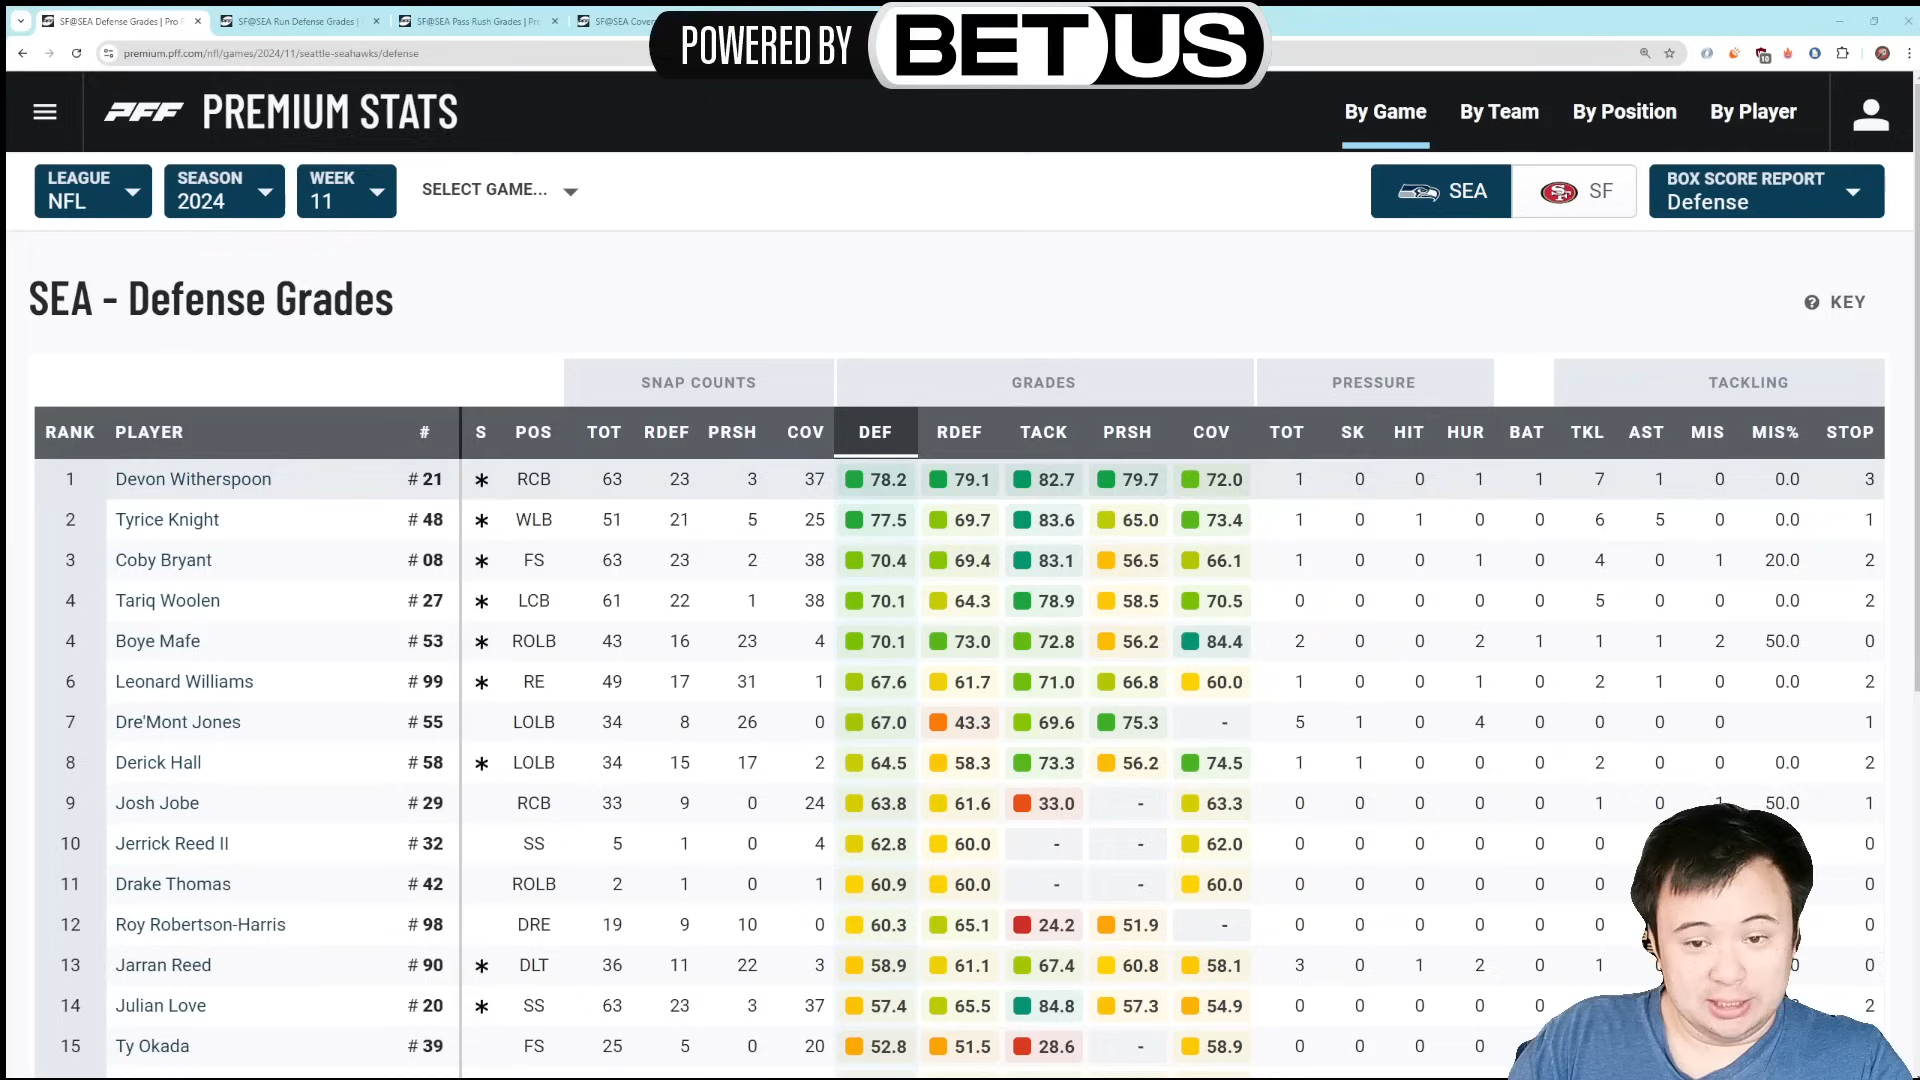 SF@SEA Defense Grades | Pro F
SF@SEA Run Defense Grades |
SF@SEA Pass Rush Grades | Pro
SF@SEA Cove
POWERED BY BETUS
premium.pff.com/nfl/games/2024/11/seattle-seahawks/defense
10
PFF PREMIUM STATS
By Game By Team By Position By Player
LEAGUE
NFL
SEASON
2024
WEEK
11
SELECT GAME...
SEA
SF
BOX SCORE REPORT
Defense
SEA - Defense Grades
? KEY
SNAP COUNTS GRADES PRESSURE TACKLING
RANK PLAYER # S POS TOT RDEF PRSH COV DEF RDEF TACK PRSH COV TOT SK HIT HUR BAT TKL AST MIS MIS% STOP
1 Devon Witherspoon # 21 * RCB 63 23 3 37 78.2 79.1 82.7 79.7 72.0 1 0 0 1 1 7 1 0 0.0 3
2 Tyrice Knight # 48 * WLB 51 21 5 25 77.5 69.7 83.6 65.0 73.4 1 0 1 0 0 6 5 0 0.0 1
3 Coby Bryant # 08 * FS 63 23 2 38 70.4 69.4 83.1 56.5 66.1 1 0 0 1 0 4 0 1 20.0 2
4 Tariq Woolen # 27 * LCB 61 22 1 38 70.1 64.3 78.9 58.5 70.5 0 0 0 0 0 5 0 0 0.0 2
4 Boye Mafe # 53 * ROLB 43 16 23 4 70.1 73.0 72.8 56.2 84.4 2 0 0 2 1 1 1 2 50.0 0
6 Leonard Williams # 99 * RE 49 17 31 1 67.6 61.7 71.0 66.8 60.0 1 0 0 1 0 2 1 0 0.0 2
7 Dre'Mont Jones # 55 LOLB 34 8 26 0 67.0 43.3 69.6 75.3 - 5 1 0 4 0 0 0 0 1
8 Derick Hall # 58 * LOLB 34 15 17 2 64.5 58.3 73.3 56.2 74.5 1 1 0 0 0 2 0 0 0.0 2
9 Josh Jobe # 29 RCB 33 9 0 24 63.8 61.6 33.0 - 63.3 0 0 0 0 0 1 0 1 50.0 1
10 Jerrick Reed II # 32 SS 5 1 0 4 62.8 60.0 - - 62.0 0 0 0 0 0 0 0
11 Drake Thomas # 42 ROLB 2 1 0 1 60.9 60.0 - - 60.0 0 0 0 0 0 0 0
12 Roy Robertson-Harris # 98 DRE 19 9 10 0 60.3 65.1 24.2 51.9 - 0 0 0 0 0 0 0
13 Jarran Reed # 90 * DLT 36 11 22 3 58.9 61.1 67.4 60.8 58.1 3 0 1 2 0 1 0
14 Julian Love # 20 * SS 63 23 3 37 57.4 65.5 84.8 57.3 54.9 0 0 0 0 0 2
15 Ty Okada # 39 FS 25 5 0 20 52.8 51.5 28.6 - 58.9 0 0 0 0 0